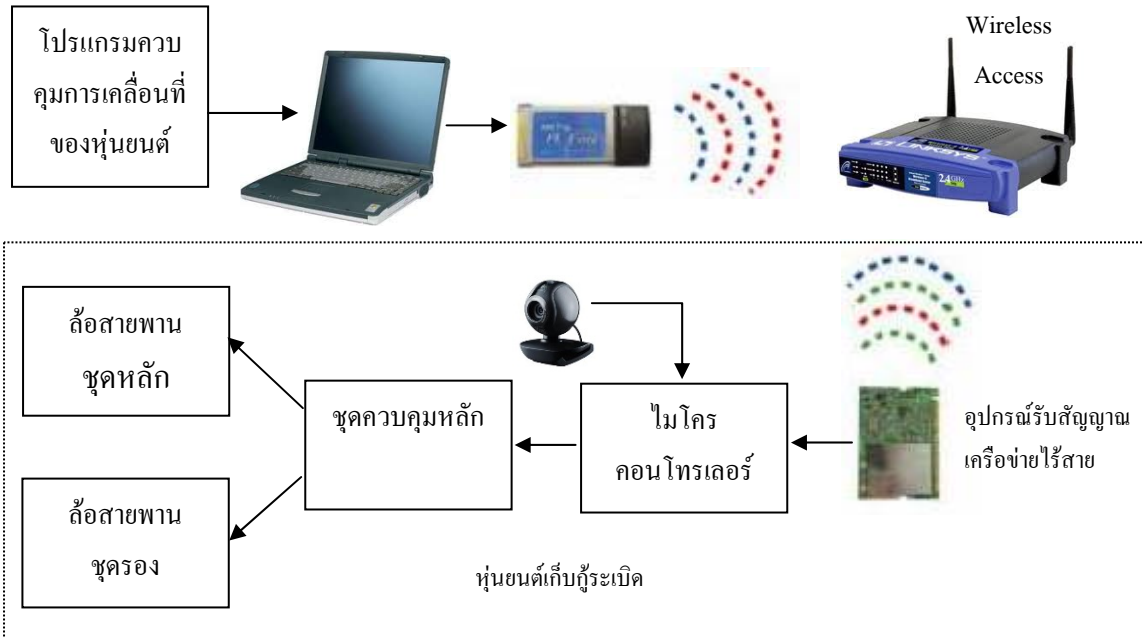 โปรแกรมควบ
คุมการเคลื่อนที่
ของหุ่นยนต์
Wireless
Access
LINKSYS
2.4GHz
ล้อสายพาน
ชุดหลัก
ชุดควบคุมหลัก
ไมโคร
คอนโทรเลอร์
อุปกรณ์รับสัญญาณ
เครือข่ายไร้สาย
ล้อสายพาน
ชุดรอง
หุ่นยนต์เก็บกู้ระเบิด